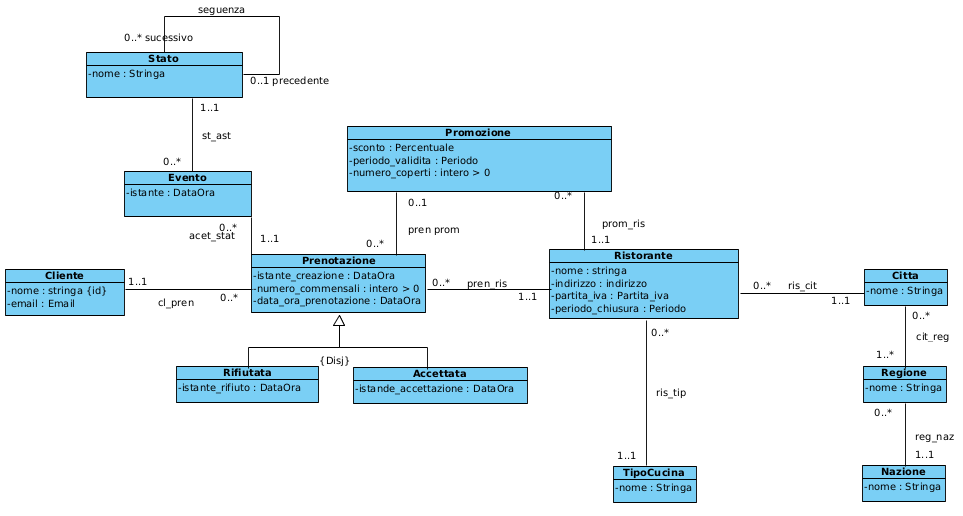 seguenza
0..* sucessivo
Stato
-nome : Stringa
0..1 precedente
1..1
st_ast
0..*
Evento
-istante : DataOra
0..*
acet_stat
1..1
Promozione
-sconto : Percentuale
-periodo_validita : Periodo
-numero_coperti : intero > 0
0..1
pren prom
0..*
0..*
prom_ris
1..1
Cliente
-nome : stringa {id}
-email : Email
1..1
cl_pren
0..*
Prenotazione
-istante_creazione : DataOra
-numero_commensali : intero > 0
-data_ora_prenotazione : DataOra
0..*
pren_ris
1..1
Ristorante
-nome : stringa
-indirizzo : indirizzo
-partita_iva : Partita_iva
-periodo_chiusura : Periodo
0..*
ris_cit
1..1
Citta
-nome : Stringa
0..*
cit_reg
1..*
Regione
-nome : Stringa
0..*
reg_naz
1..1
Nazione
-nome : Stringa
{Disj}
Rifiutata
-istante_rifiuto : DataOra
Accettata
-istande_accettazione : DataOra
0..*
ris_tip
1..1
TipoCucina
-nome : Stringa